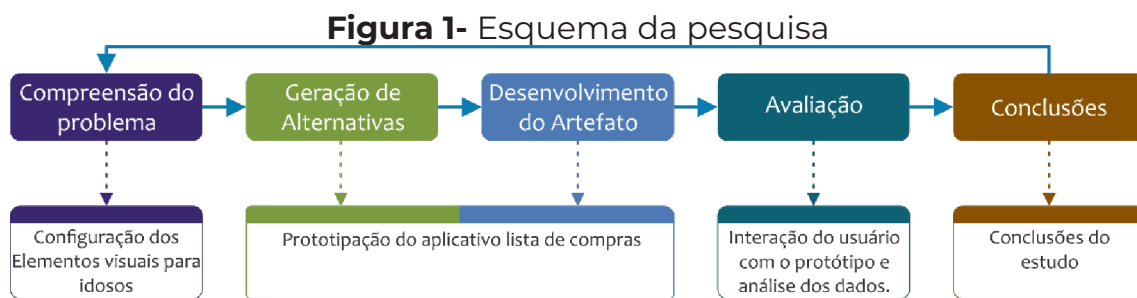 Figura 1- Esquema da pesquisa
Compreensão do
problema
Geração de
Alternativas
Desenvolvimento
do Artefato
Avaliação
Conclusões
Configuração dos
Elementos visuais para
idosos
Prototipação do aplicativo lista de compras
Interação do usuário
com o protótipo e
análise dos dados.
Conclusões do
estudo